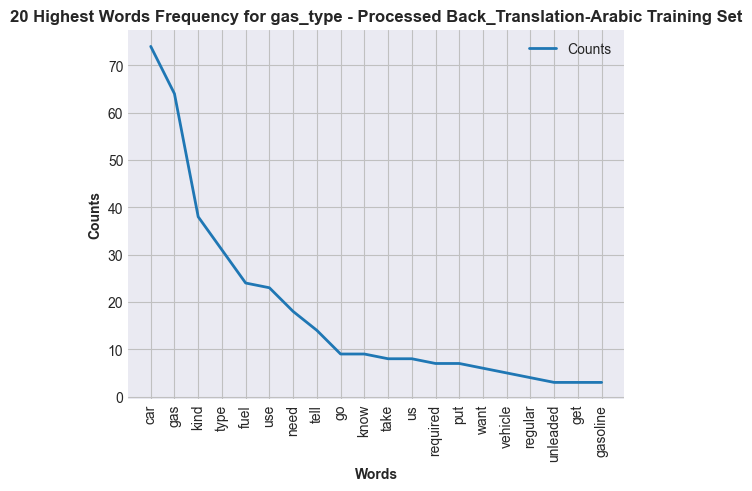 20 Highest Words Frequency for gas_type - Processed Back_Translation-Arabic Training Set
Counts
70
60
50
40
30
20
10
0
Counts
car
gas
kind
type
fuel
use
need
tell
go
know
take
us
required
put
want
vehicle
regular
unleaded
get
gasoline
Words